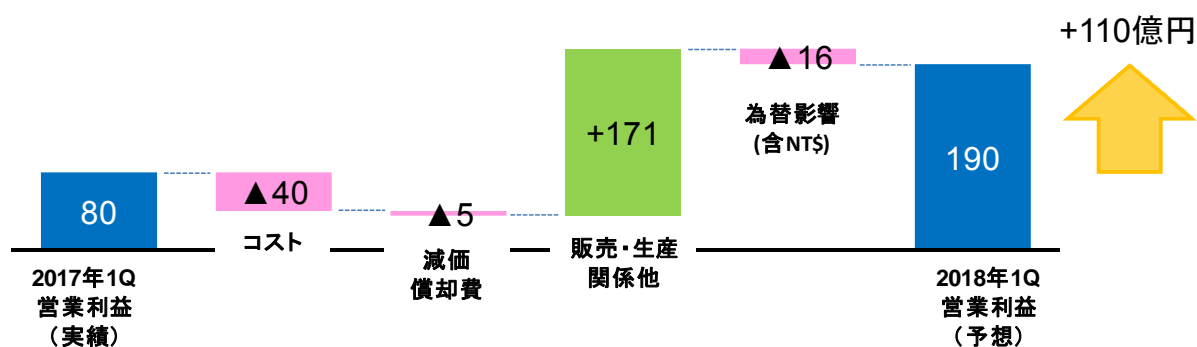 +110億円
80
▲40
▲5
+171
▲16
190
コスト
減価
償却費
販売・生産
関係他
為替影響
(含NT$)
2017年1Q
営業利益
（実績）
2018年1Q
営業利益
（予想）